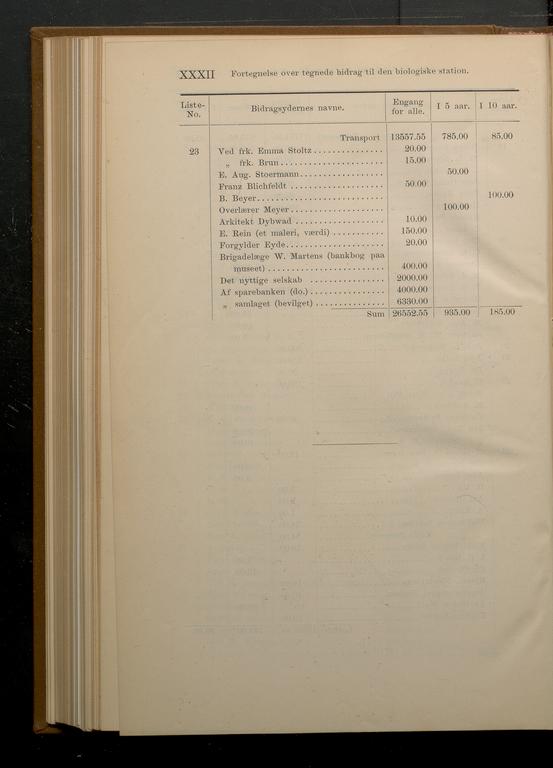 XXXII Fortegnelse over tegnede bidrag til den biologiske station.
Liste-No. Bidragsydernes navne. Engang for alle. I 5 aar. I 10 aar.
Transport 13557.55 785.00 85.00
23 Ved frk. Emma Stoltz 20.00
„ frk. Brun 15.00
E. Aug. Stoermann 50.00
Franz Blichfeldt 50.00
B. Beyer 100.00
Overlærer Meyer 100.00
Arkitekt Dybwad 10.00
E. Rein (et maleri, værdi) 150.00
Forgylder Eyde 20.00
Brigadelæge W. Martens (bankbog paa
museet) 400.00
Det nyttige selskab 2000.00
Af sparebanken (do.) 4000.00
„ samlaget (bevilget) 6330.00
Sum 26552.55 935.00 185.00